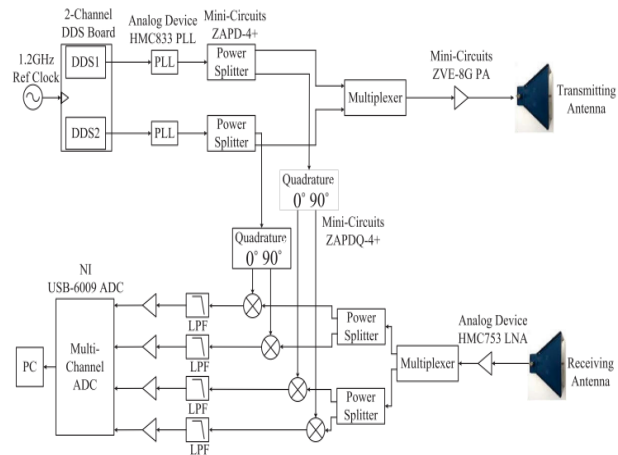 2-Channel
DDS Board
Analog Device
HMC833 PLL
Mini-Circuits
ZAPD-4+
1.2GHz
Ref Clock
DDS1
PLL
Power
Splitter
DDS2
PLL
Power
Splitter
Multiplexer
Mini-Circuits
ZVE-8G PA
Transmitting
Antenna
Quadrature
0° 90°
Mini-Circuits
ZAPDQ-4+
Quadrature
0° 90°
NI
USB-6009 ADC
PC
Multi-
Channel
ADC
LPF
LPF
LPF
LPF
Power
Splitter
Power
Splitter
Multiplexer
Analog Device
HMC753 LNA
Receiving
Antenna